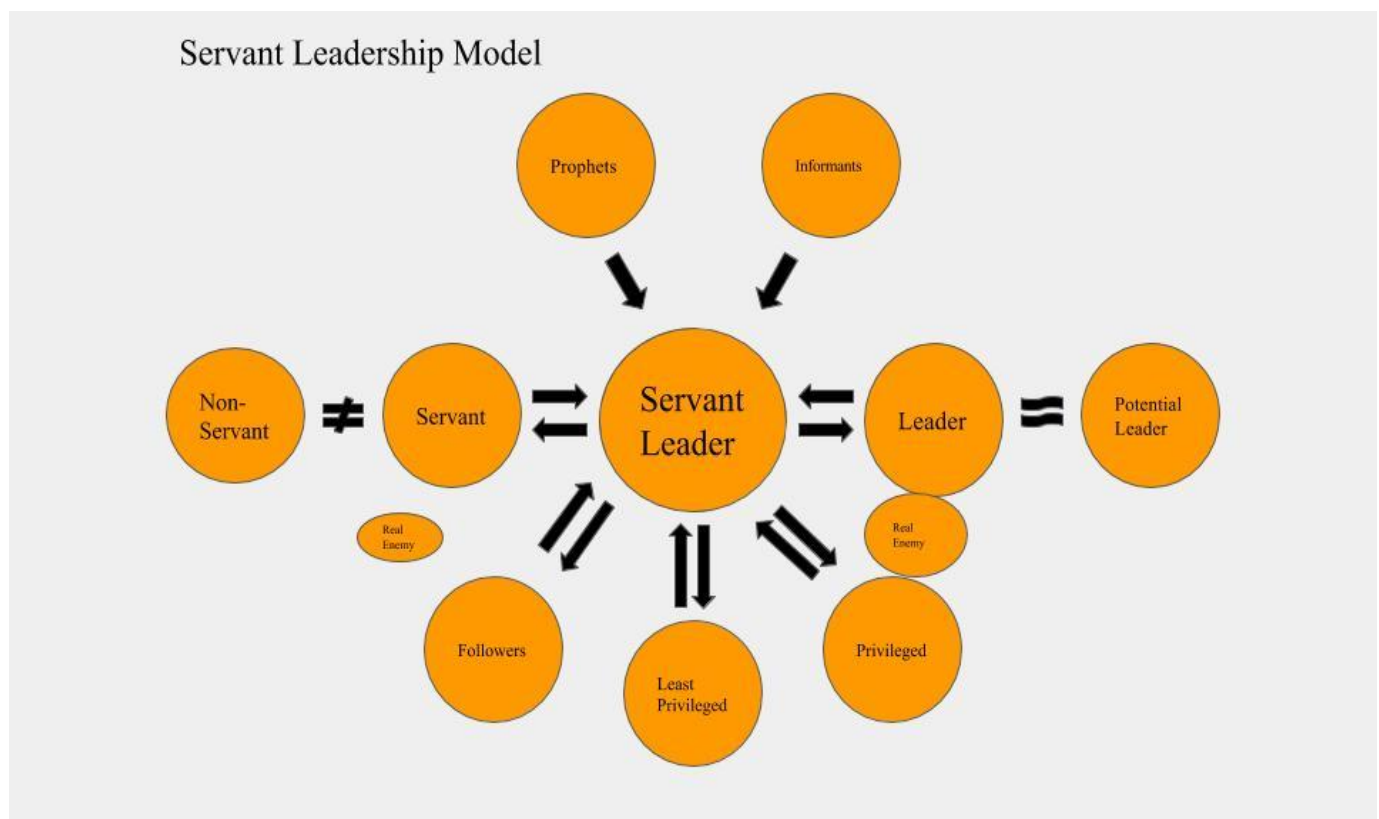 Servant Leadership Model
Prophets
Informants
Non-
Servant
Servant
Servant
Leader
Leader
Potential
Leader
Real
Enemy
Real
Enemy
Followers
Least
Privileged
Privileged